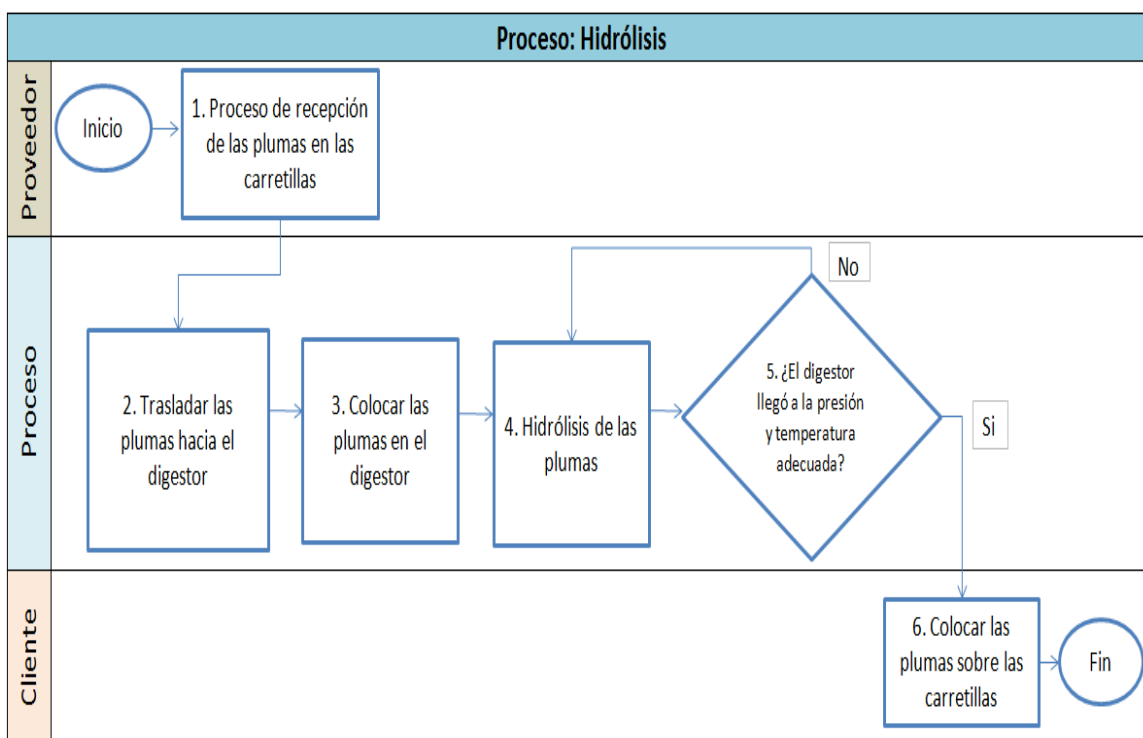 Proceso: Hidrólisis
Proveedor
Inicio
1. Proceso de recepción
de las plumas en las
carretillas
Proceso
2. Trasladar las
plumas hacia el
digestor
3. Colocar las
plumas en el
digestor
4. Hidrólisis de las
plumas
5. ¿El digestor
llegó a la presión
y temperatura
adecuada?
No
Si
Cliente
6. Colocar las
plumas sobre las
carretillas
Fin